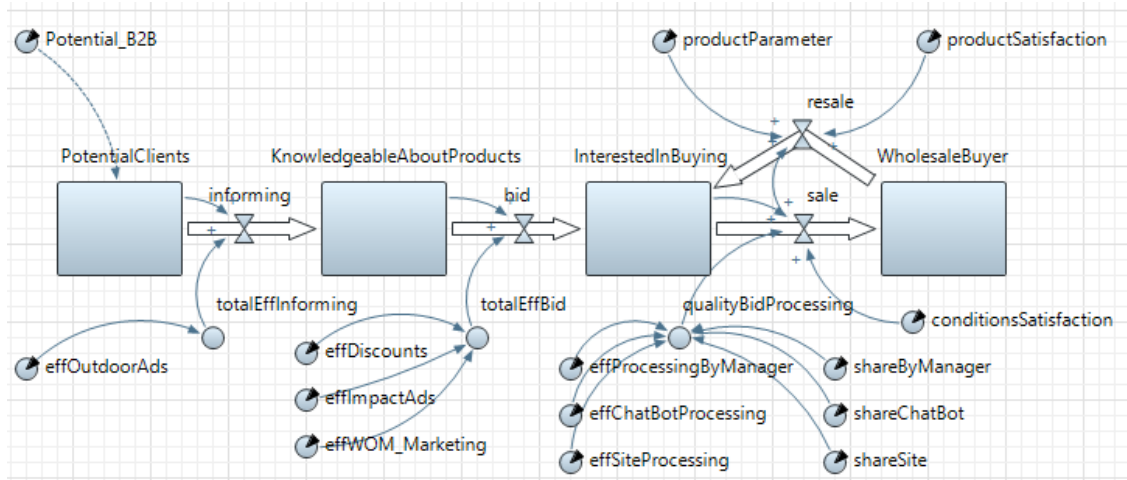 Potential_B2B
productParameter
productSatisfaction
resale
+
+
PotentialClients
KnowledgeableAboutProducts
InterestedInBuying
WholesaleBuyer
informing
bid
sale
+
+
+
+
+
+
totalEffInforming
totalEffBid
qualityBidProcessing
conditionsSatisfaction
effOutdoorAds
effDiscounts
effProcessingByManager
shareByManager
effImpactAds
effChatBotProcessing
shareChatBot
effWOM_Marketing
effSiteProcessing
shareSite